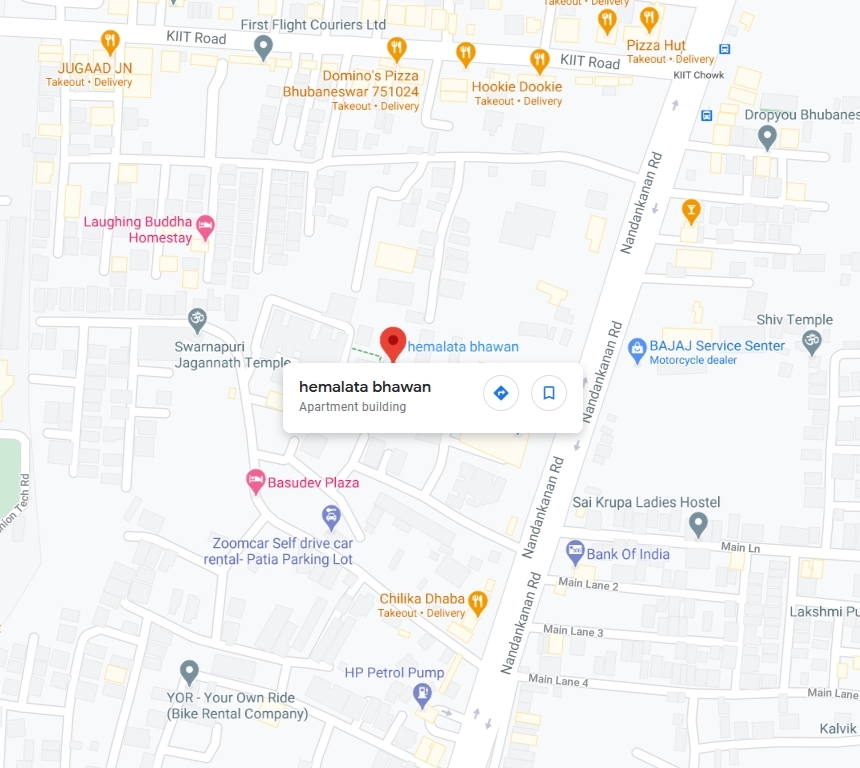 Takeout • Delivery
First Flight Couriers Ltd
KIIT Road
Pizza Hut
Takeout • Delivery
JUGAAD JN
Takeout • Delivery
Domino's Pizza
Bhubaneswar 751024
Takeout • Delivery
KIIT Road
KIIT Chowk
Hookie Dookie
Takeout • Delivery
Dropyou Bhubanes
Nandankanan Rd
Laughing Buddha
Homestay
Swarnapuri
Jagannath Temple
hemalata bhawan
BAJAJ Service Senter
Motorcycle dealer
Shiv Temple
hemalata bhawan
Apartment building
Nandankanan Rd
Basudev Plaza
Tech Rd
Nandankanan Rd
Sai Krupa Ladies Hostel
Zoomcar Self drive car
rental- Patia Parking Lot
Bank Of India
Main Ln
Main Lane 2
Chilika Dhaba
Takeout • Delivery
Nandankanan Rd
Lakshmi Pu
Main Lane 3
HP Petrol Pump
Main Lane 4
Main Lane
YOR - Your Own Ride
(Bike Rental Company)
Kalvik